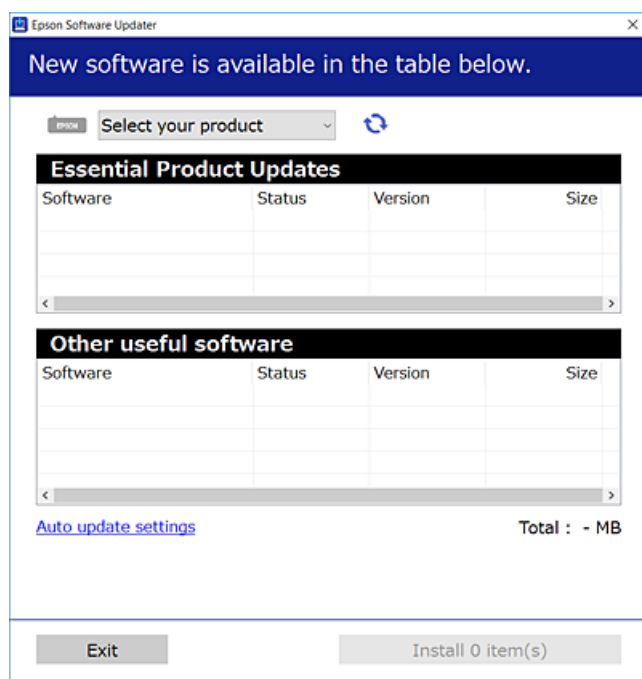 Epson Software Updater
New software is available in the table below.
EPSON Select your product
Essential Product Updates
Software Status Version Size
Other useful software
Software Status Version Size
Auto update settings Total : - MB
Exit Install 0 item(s)